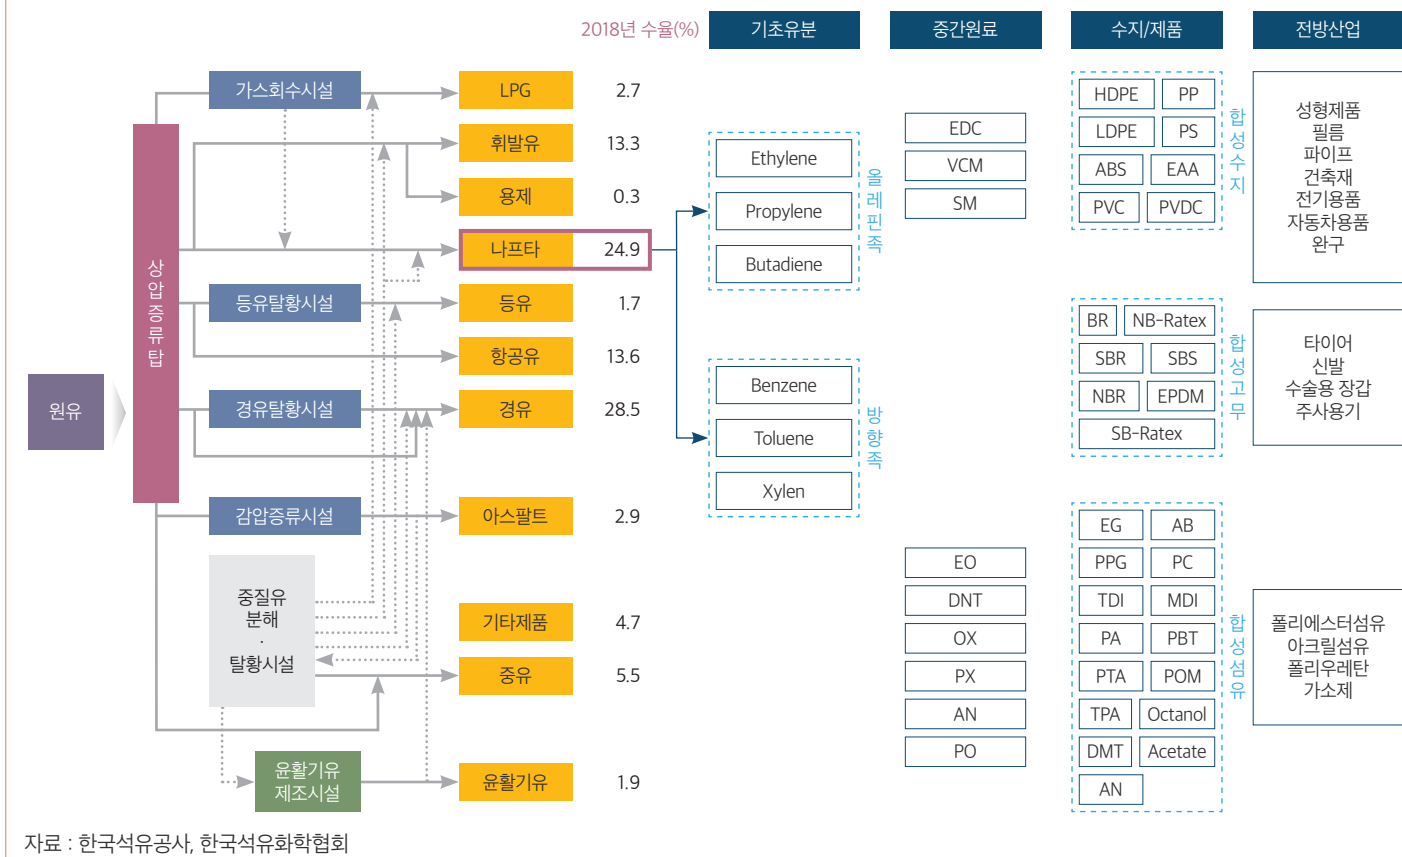 2018년 수율(%)
기초유분
중간원료
수지/제품
전방산업
원유
상압증류탑
가스회수시설
등유탈황시설
경유탈황시설
감압증류시설
중질유
분해
·
탈황시설
윤활기유
제조시설
LPG 2.7
휘발유 13.3
용제 0.3
나프타 24.9
등유 1.7
항공유 13.6
경유 28.5
아스팔트 2.9
기타제품 4.7
중유 5.5
윤활기유 1.9
Ethylene
Propylene
Butadiene
올레핀족
Benzene
Toluene
Xylen
방향족
EDC
VCM
SM
EO
DNT
OX
PX
AN
PO
HDPE PP
LDPE PS
ABS EAA
PVC PVDC
합성수지
BR NB-Ratex
SBR SBS
NBR EPDM
SB-Ratex
합성고무
EG AB
PPG PC
TDI MDI
PA PBT
PTA POM
TPA Octanol
DMT Acetate
AN
합성섬유
성형제품
필름
파이프
건축재
전기용품
자동차용품
완구
타이어
신발
수술용 장갑
주사용기
폴리에스터섬유
아크릴섬유
폴리우레탄
가소제
자료 : 한국석유공사, 한국석유화학협회